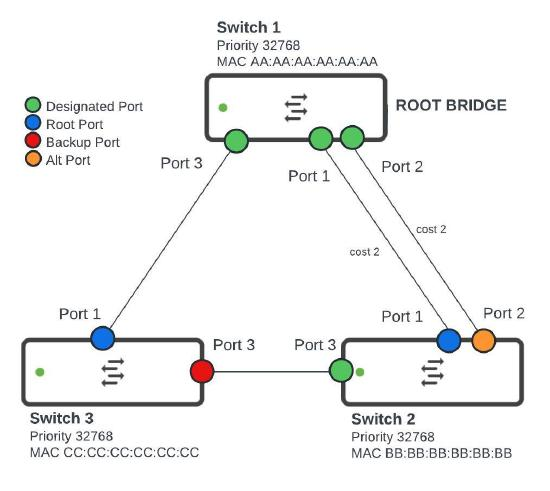 Switch 1
Priority 32768
MAC AA:AA:AA:AA:AA:AA
ROOT BRIDGE
Designated Port
Root Port
Backup Port
Alt Port
Port 3
Port 1
Port 2
cost 2
cost 2
Port 1
Port 1
Port 2
Port 3
Port 3
Switch 3
Priority 32768
MAC CC:CC:CC:CC:CC:CC
Switch 2
Priority 32768
MAC BB:BB:BB:BB:BB:BB